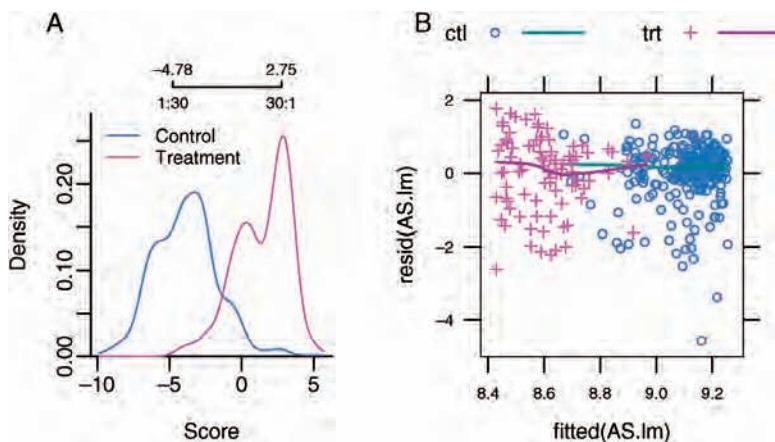 A
−4.78 2.75
1:30 30:1
Control
Treatment
Density
0.00 0.10 0.20
−10 −5 0 5
Score
B
ctl trt
resid(AS.lm)
2
0
−2
−4
8.4 8.6 8.8 9.0 9.2
fitted(AS.lm)